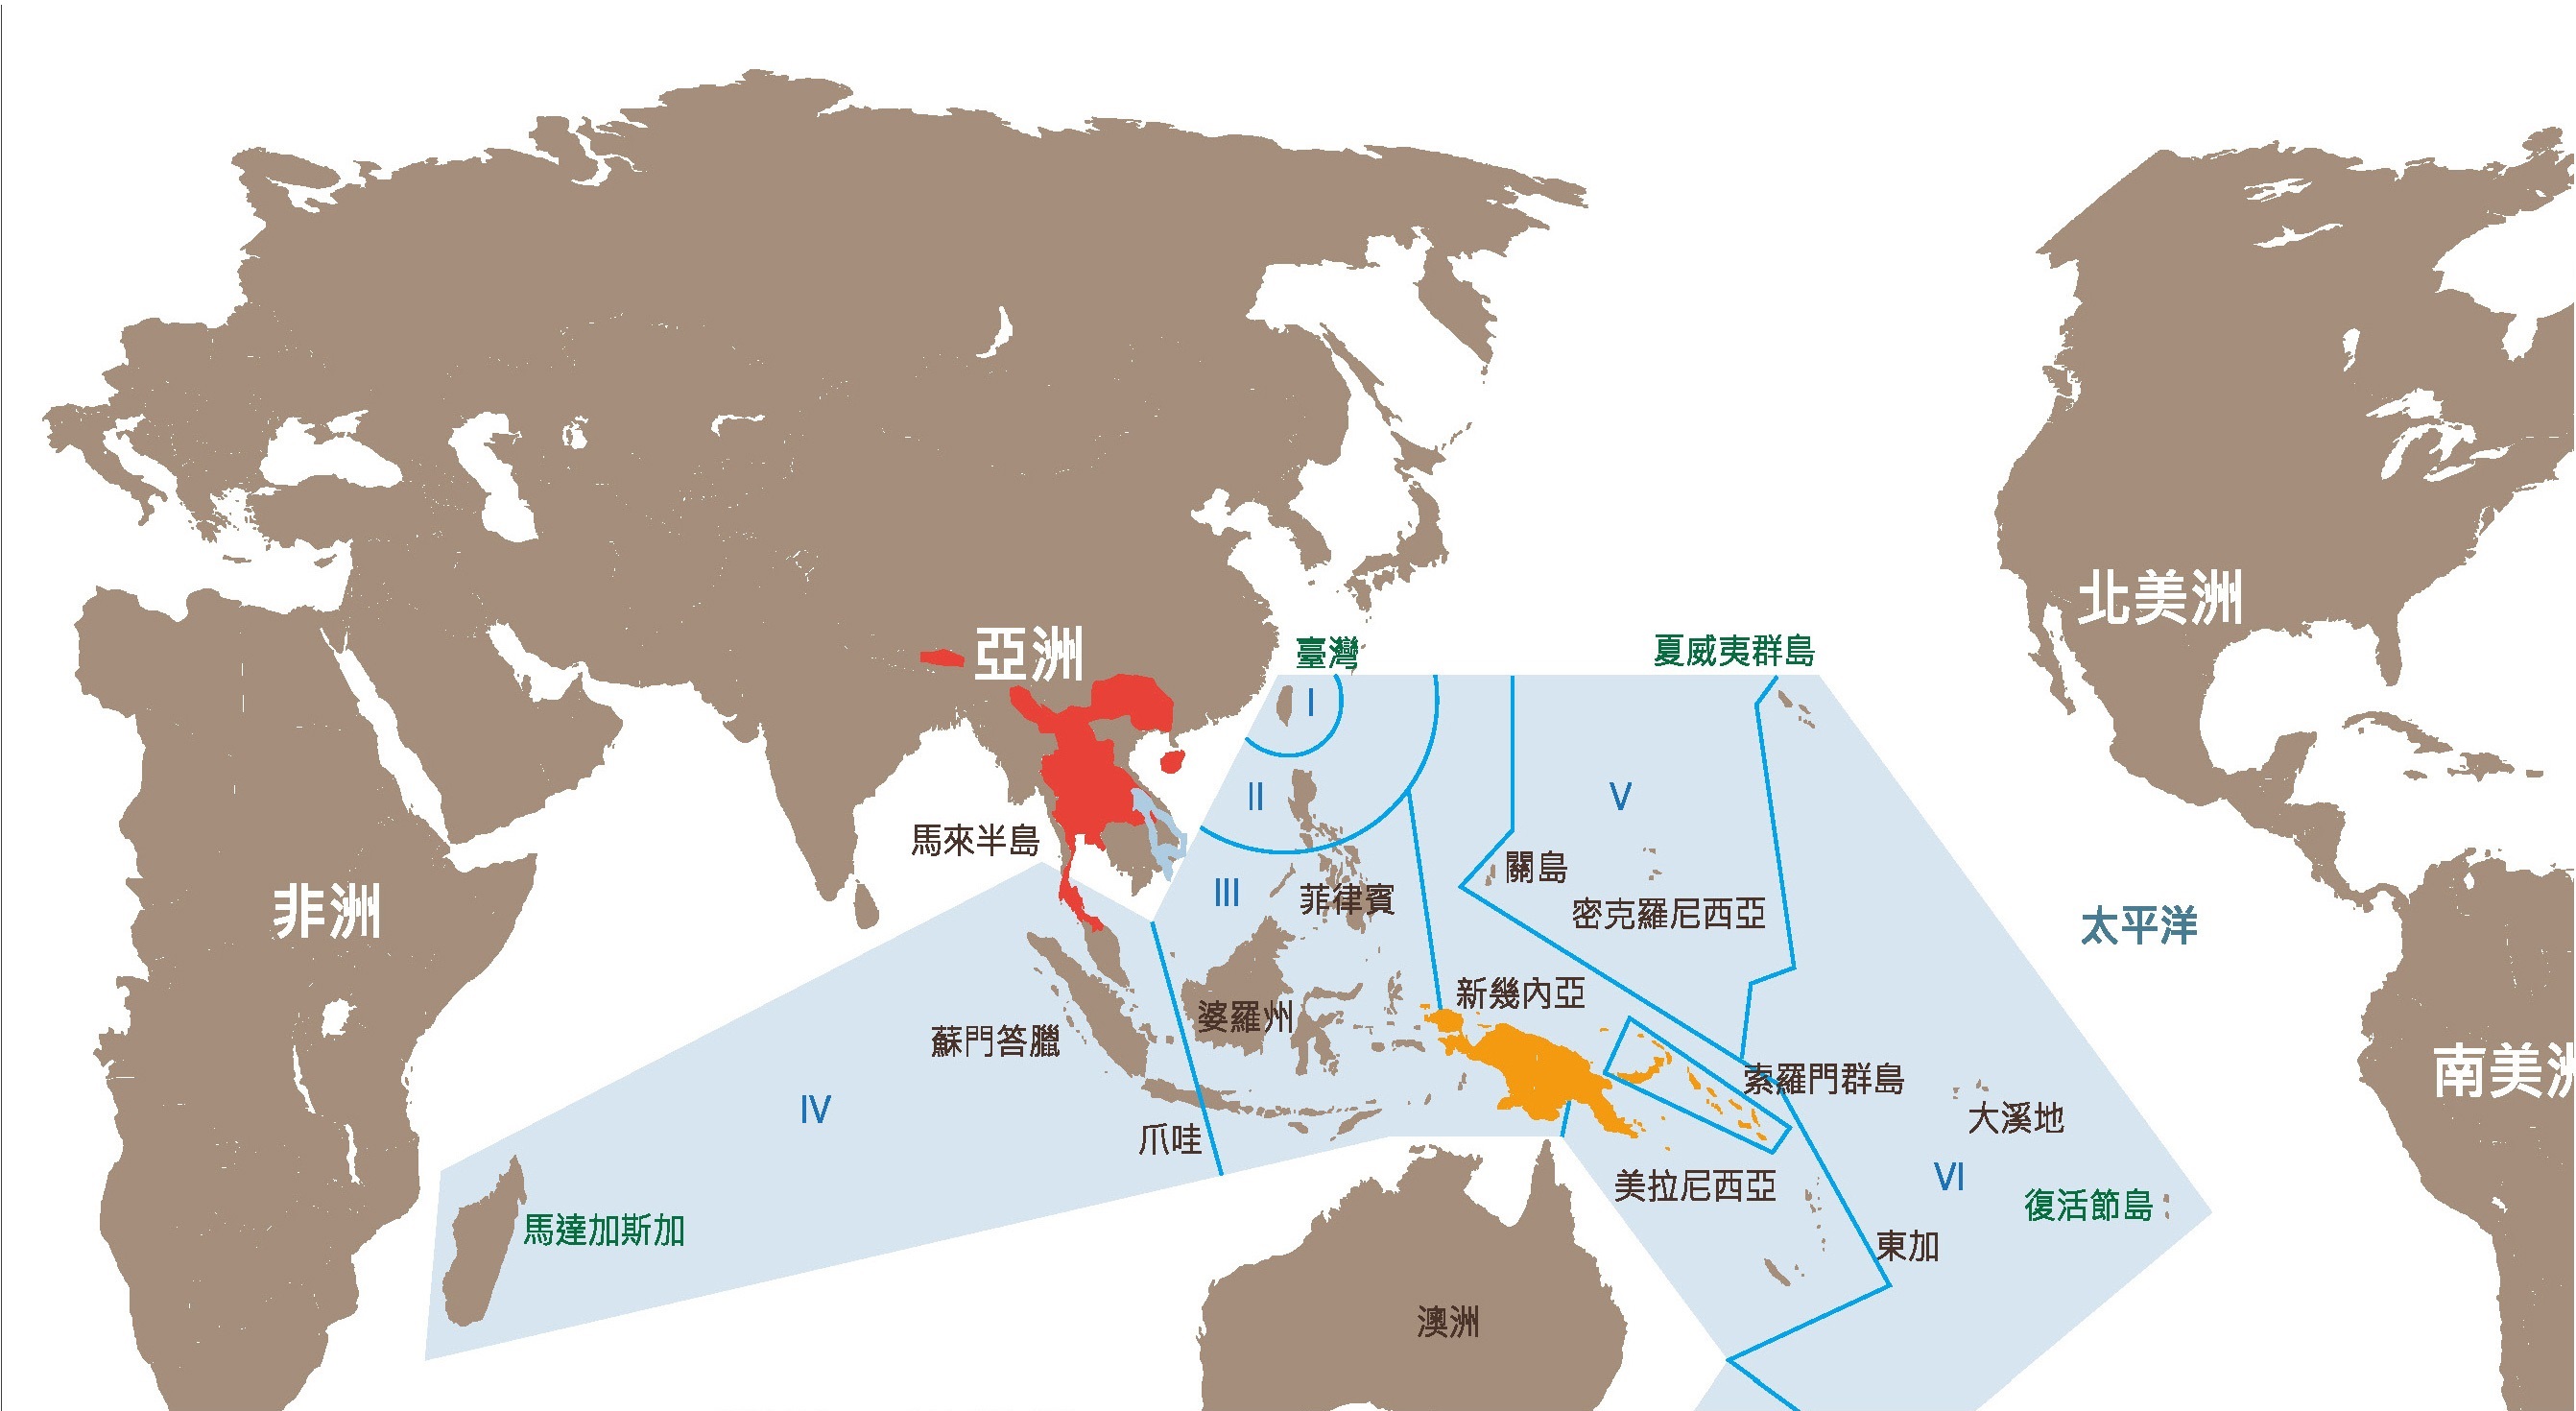 北美洲
亞洲
臺灣
夏威夷群島
I
II
V
馬來半島
III
菲律賓
關島
密克羅尼西亞
非洲
太平洋
新幾內亞
婆羅州
蘇門答臘
索羅門群島
南美洲
IV
大溪地
爪哇
美拉尼西亞
VI
復活節島
馬達加斯加
東加
澳洲